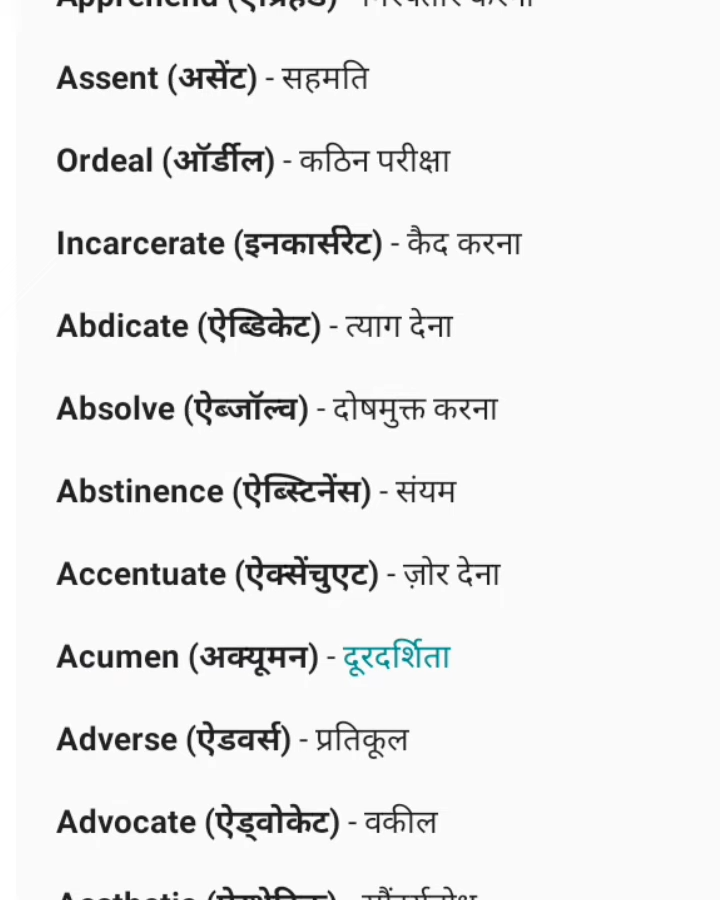 Assent (असेंट) - सहमति
Ordeal (ऑर्डील) - कठिन परीक्षा
Incarcerate (इनकार्सरेट) - कैद करना
Abdicate (ऐब्डिकेट) - त्याग देना
Absolve (ऐब्जॉल्व) - दोषमुक्त करना
Abstinence (ऐब्स्टिनेंस) - संयम
Accentuate (ऐक्सेंचुएट) - ज़ोर देना
Acumen (अक्यूमन) - दूरदर्शिता
Adverse (ऐडवर्स) - प्रतिकूल
Advocate (ऐड्वोकेट) - वकील